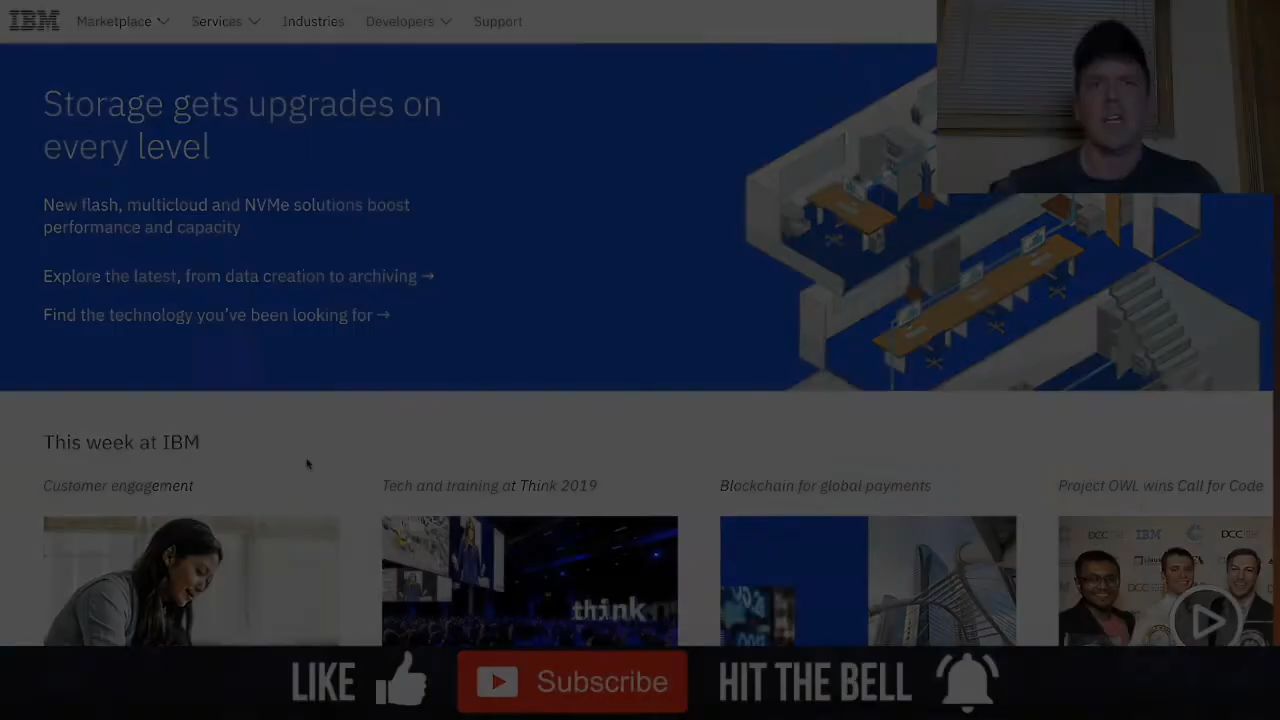 IBM Marketplace Services Industries Developers Support
Storage gets upgrades on
every level
New flash, multicloud and NVMe solutions boost
performance and capacity
Explore the latest, from data creation to archiving →
Find the technology you've been looking for →
This week at IBM
Customer engagement
Tech and training at Think 2019
Blockchain for global payments
Project OWL wins Call for Code
think
DCC IBM DCC
LIKE Subscribe HIT THE BELL